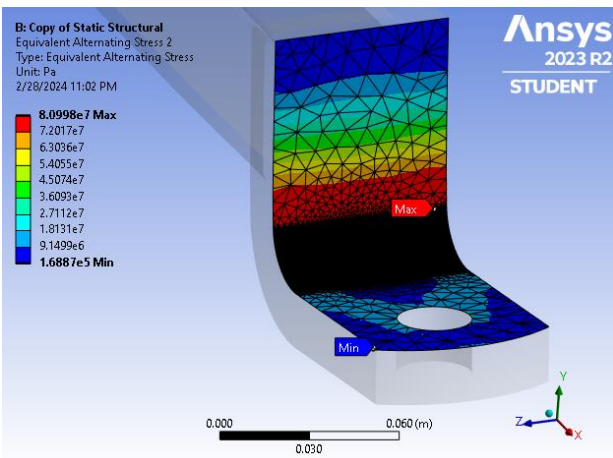 B: Copy of Static Structural
Equivalent Alternating Stress 2
Type: Equivalent Alternating Stress
Unit: Pa
2/28/2024 11:02 PM
8.0998e7 Max
7.2017e7
6.3036e7
5.4055e7
4.5074e7
3.6093e7
2.7112e7
1.8131e7
9.1499e6
1.6887e5 Min
Ansys
2023 R2
STUDENT
Max
Min
0.000
0.060 (m)
0.030
Y
Z
X